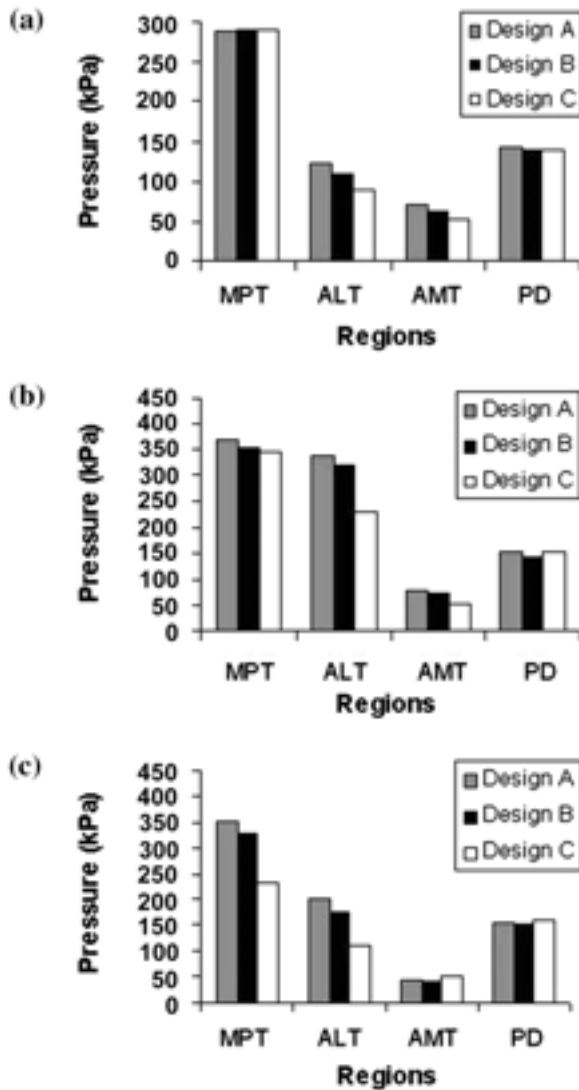 (a)
Pressure (kPa)
300
250
200
150
100
50
0
MPT ALT AMT PD
Regions
Design A
Design B
Design C
(b)
Pressure (kPa)
450
400
350
300
250
200
150
100
50
0
MPT ALT AMT PD
Regions
Design A
Design B
Design C
(c)
Pressure (kPa)
450
400
350
300
250
200
150
100
50
0
MPT ALT AMT PD
Regions
Design A
Design B
Design C